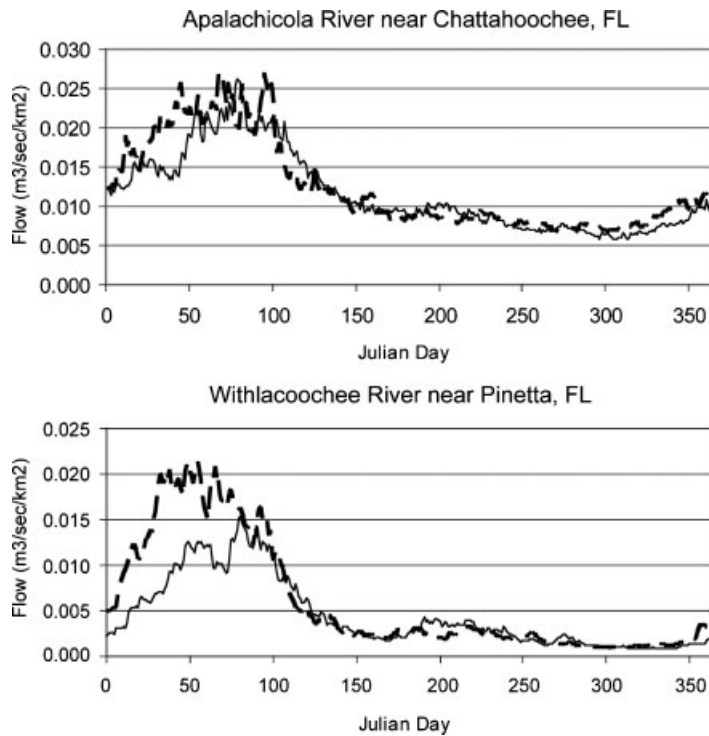 Apalachicola River near Chattahoochee, FL
Flow (m3/sec/km2)
0.030
0.025
0.020
0.015
0.010
0.005
0.000
0 50 100 150 200 250 300 350
Julian Day
Withlacoochee River near Pinetta, FL
Flow (m3/sec/km2)
0.025
0.020
0.015
0.010
0.005
0.000
0 50 100 150 200 250 300 350
Julian Day